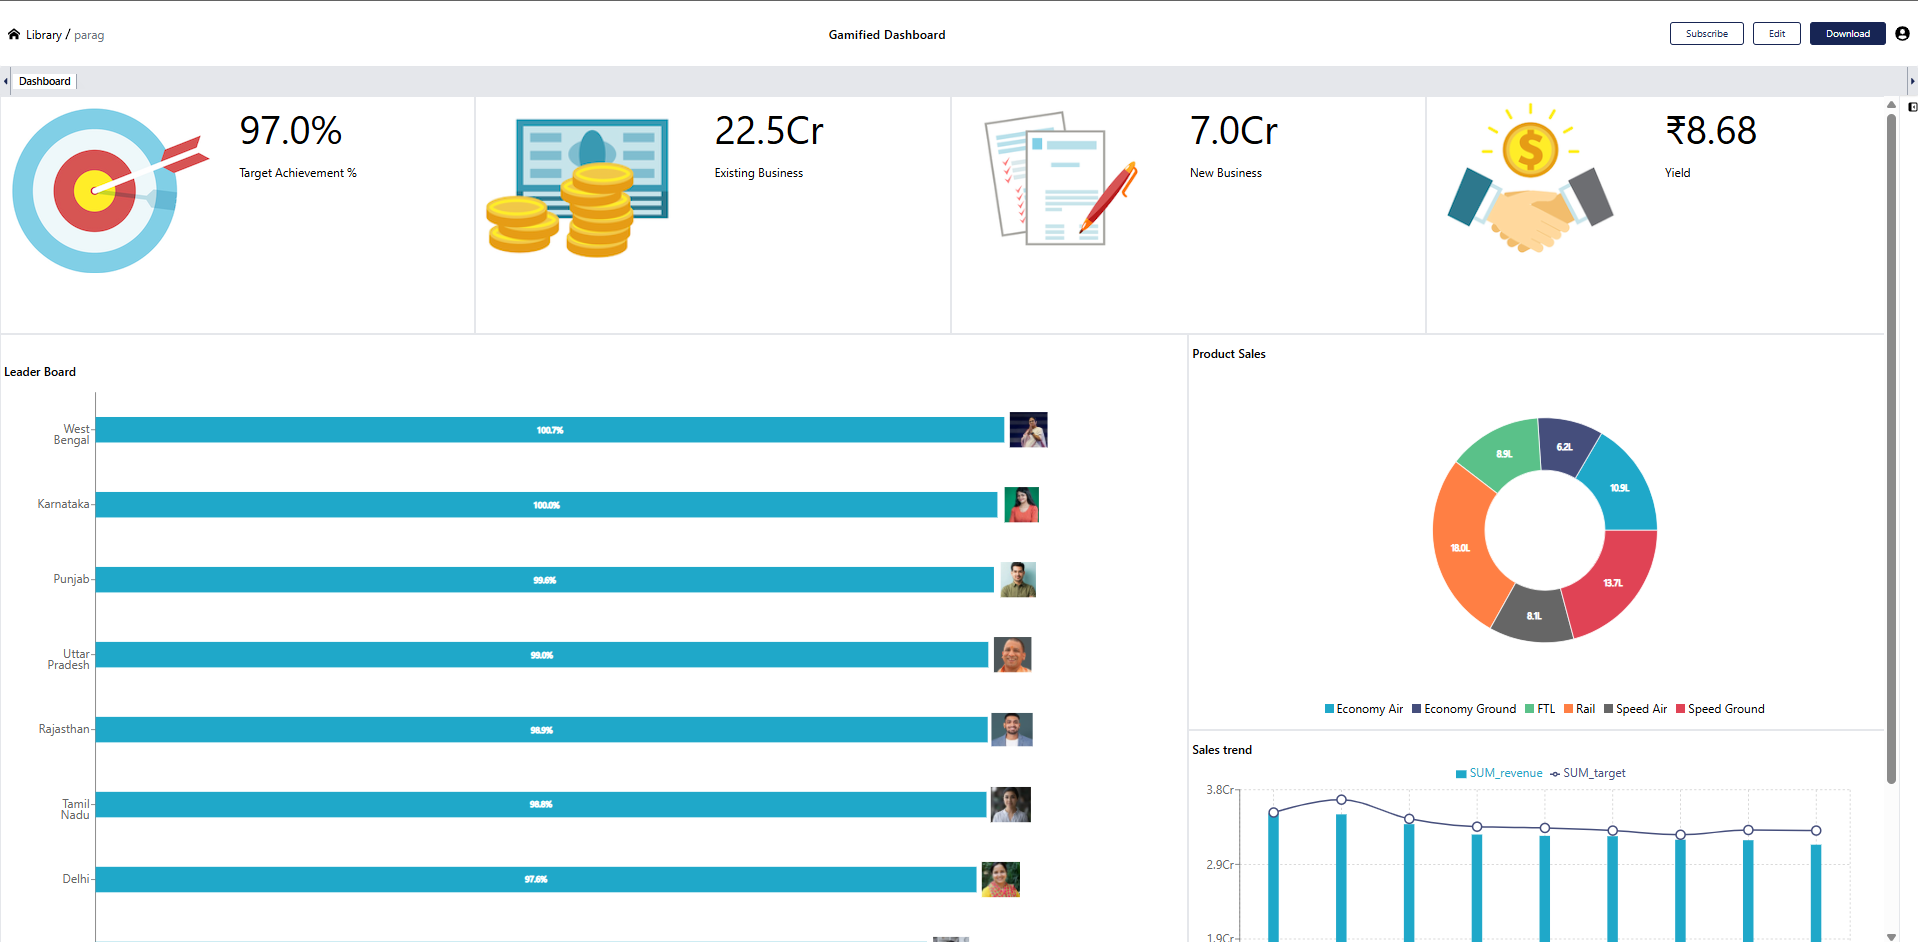 Library / parag
Gamified Dashboard
Subscribe
Edit
Download
Dashboard
97.0%
Target Achievement %
22.5Cr
Existing Business
7.0Cr
New Business
₹8.68
Yield
Leader Board
West
Bengal
100.7%
Karnataka
100.0%
Punjab
99.6%
Uttar
Pradesh
99.0%
Rajasthan
98.9%
Tamil
Nadu
98.8%
Delhi
97.6%
Product Sales
6.2L
8.9L
10.9L
18.0L
13.7L
8.1L
Economy Air Economy Ground FTL Rail Speed Air Speed Ground
Sales trend
SUM_revenue SUM_target
3.8Cr
2.9Cr
1.9Cr